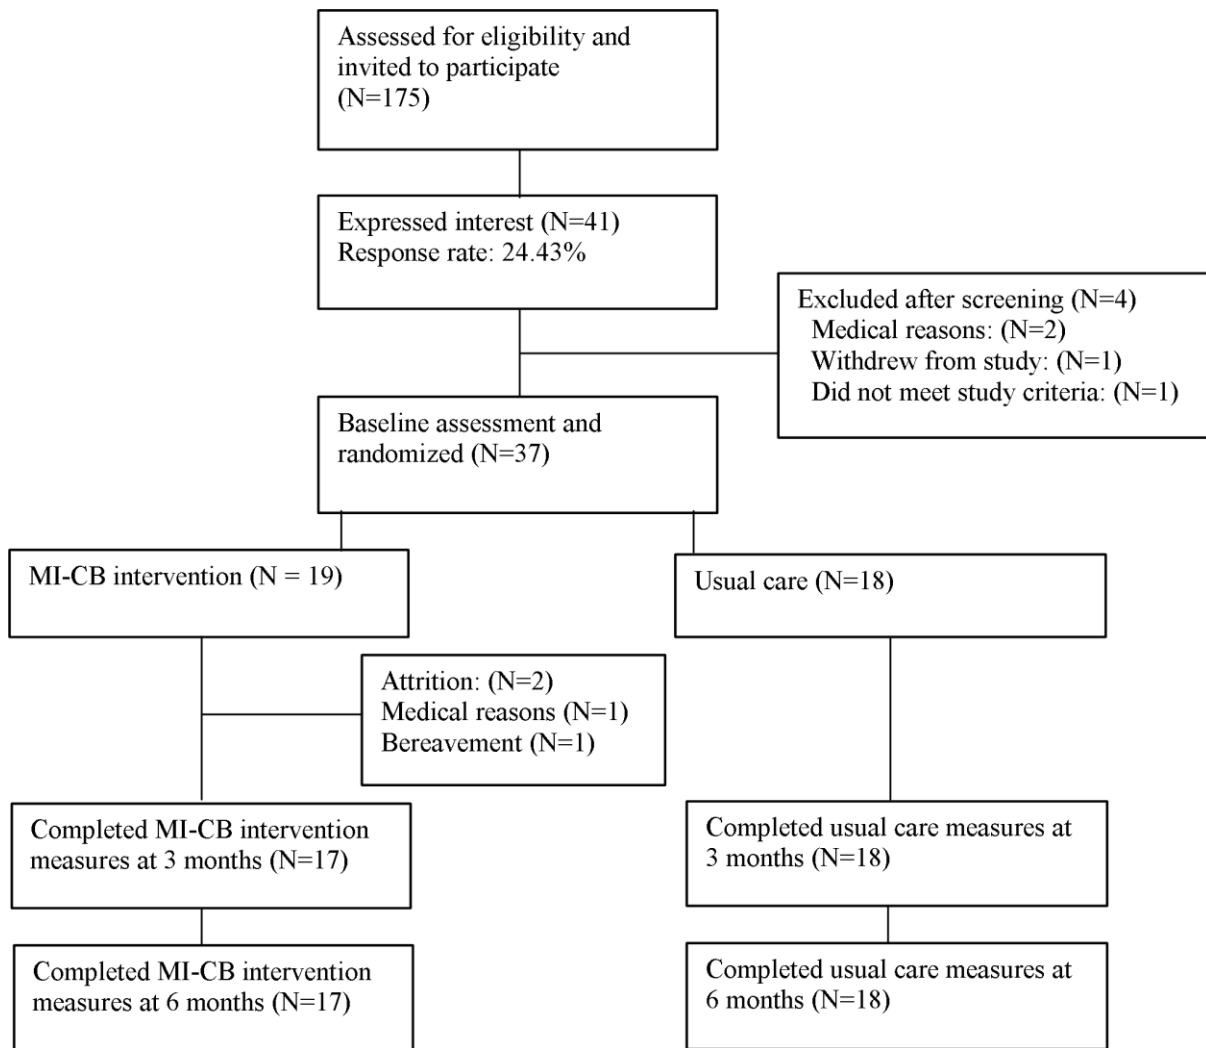 Assessed for eligibility and
invited to participate
(N=175)
Expressed interest (N=41)
Response rate: 24.43%
Excluded after screening (N=4)
Medical reasons: (N=2)
Withdrew from study: (N=1)
Did not meet study criteria: (N=1)
Baseline assessment and
randomized (N=37)
MI-CB intervention (N = 19)
Usual care (N=18)
Attrition: (N=2)
Medical reasons (N=1)
Bereavement (N=1)
Completed MI-CB intervention
measures at 3 months (N=17)
Completed usual care measures at
3 months (N=18)
Completed MI-CB intervention
measures at 6 months (N=17)
Completed usual care measures at
6 months (N=18)